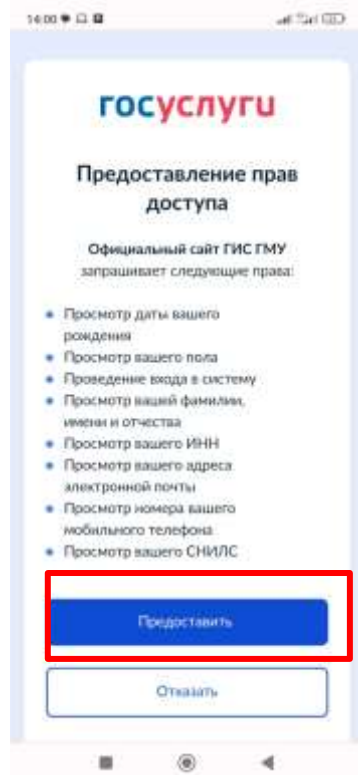 14:00
госуслуги
Предоставление прав
доступа
Официальный сайт ГИС ГМУ
запрашивает следующие права:
Просмотр даты вашего
рождения
Просмотр вашего пола
Проведение входа в систему
Просмотр вашей фамилии,
имени и отчества
Просмотр вашего ИНН
Просмотр вашего адреса
электронной почты
Просмотр номера вашего
мобильного телефона
Просмотр вашего СНИЛС
Предоставить
Отказать